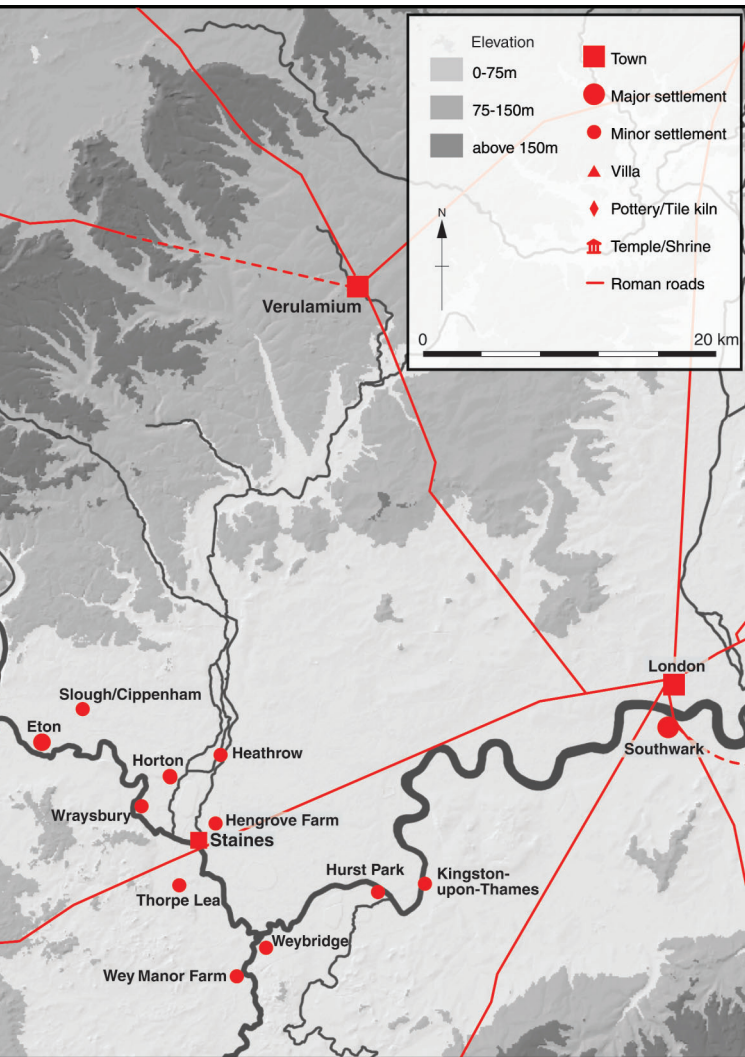 Elevation
0-75m
75-150m
above 150m
Town
Major settlement
Minor settlement
Villa
Pottery/Tile kiln
Temple/Shrine
Roman roads
N
0
20 km
Verulamium
London
Southwark
Slough/Cippenham
Eton
Horton
Heathrow
Wraysbury
Hengrove Farm
Staines
Thorpe Lea
Hurst Park
Kingston-
upon-Thames
Weybridge
Wey Manor Farm